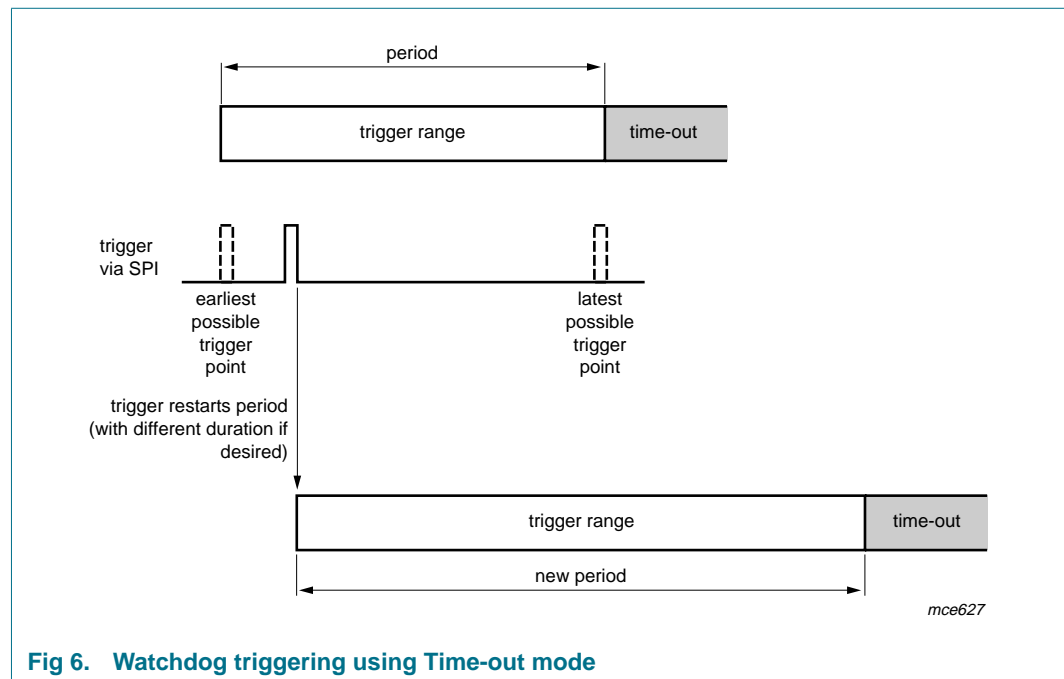 period
trigger range
time-out
trigger
via SPI
earliest
possible
trigger
point
latest
possible
trigger
point
trigger restarts period
(with different duration if
desired)
trigger range
time-out
new period
mce627
Fig 6. Watchdog triggering using Time-out mode